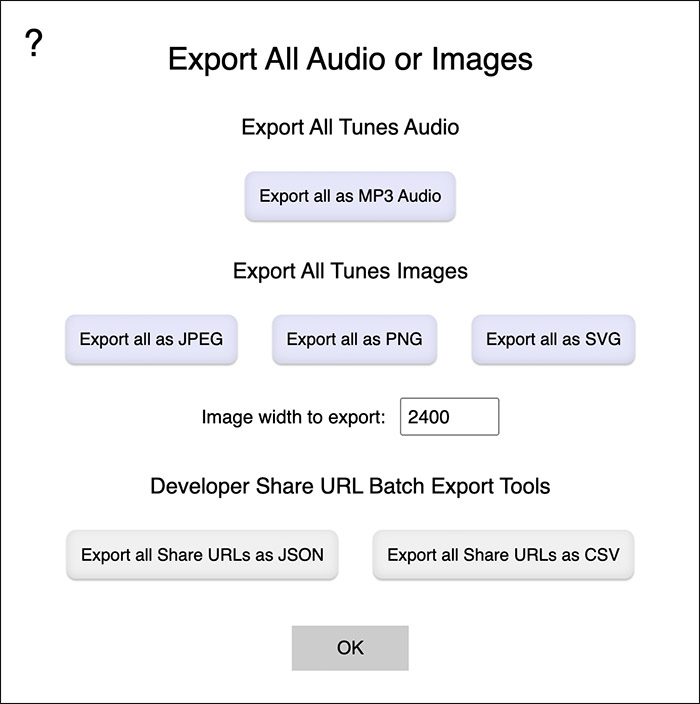 ?
Export All Audio or Images
Export All Tunes Audio
Export all as MP3 Audio
Export All Tunes Images
Export all as JPEG
Export all as PNG
Export all as SVG
Image width to export: 2400
Developer Share URL Batch Export Tools
Export all Share URLs as JSON
Export all Share URLs as CSV
OK